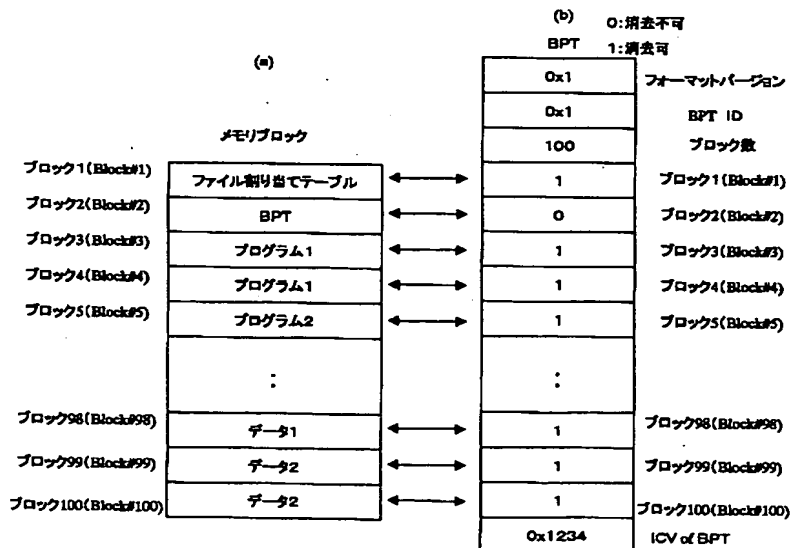 (a)
メモリブロック
ブロック1(Block#1)
ファイル割り当てテーブル
ブロック2(Block#2)
BPT
ブロック3(Block#3)
プログラム1
ブロック4(Block#4)
プログラム1
ブロック5(Block#5)
プログラム2
:
ブロック98(Block#98)
データ1
ブロック99(Block#99)
データ2
ブロック100(Block#100)
データ2
(b)
0:消去不可
BPT
1:消去可
0x1
フォーマットバージョン
0x1
BPT ID
100
ブロック数
1
ブロック1(Block#1)
0
ブロック2(Block#2)
1
ブロック3(Block#3)
1
ブロック4(Block#4)
1
ブロック5(Block#5)
:
1
ブロック98(Block#98)
1
ブロック99(Block#99)
1
ブロック100(Block#100)
0x1234
ICV of BPT